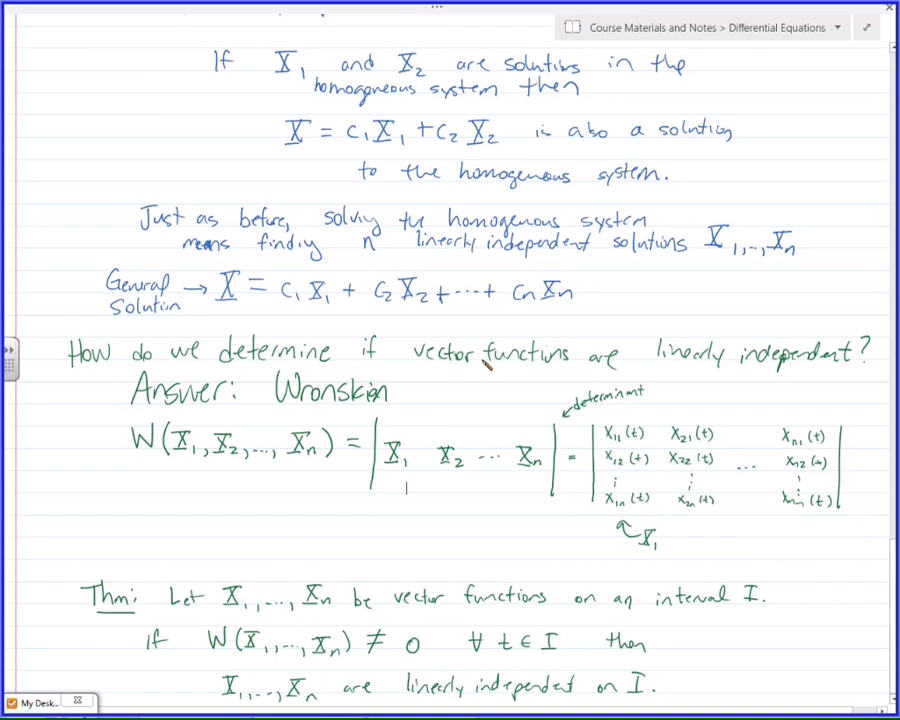 Course Materials and Notes > Differential Equations
If X₁ and X₂ are solutions in the
homogeneous system then
X = c₁X₁ + c₂X₂ is also a solution
to the homogenous system.
Just as before, solving the homogenous system
means finding n linearly independent solutions X₁,..,Xn
General Solution → X = c₁X₁ + c₂X₂ + ··· + cnXn
How do we determine if vector functions are linearly independent?
Answer: Wronskian
determinant
W(X₁,X₂,...,Xn) = |X₁ X₂ ··· Xn| = | x₁₁(t) x₂₁(t) xn₁(t)
x₁₂(t) x₂₂(t) ... xn₂(t)
⋮ ⋮ ⋮
x₁n(t) x₂n(t) xnn(t) |
X₁
Thm: Let X₁,...,Xn be vector functions on an interval I.
If W(X₁,...,Xn) ≠ 0 ∀ t ∈ I then
X₁,...,Xn are linearly independent on I.
My Desk...